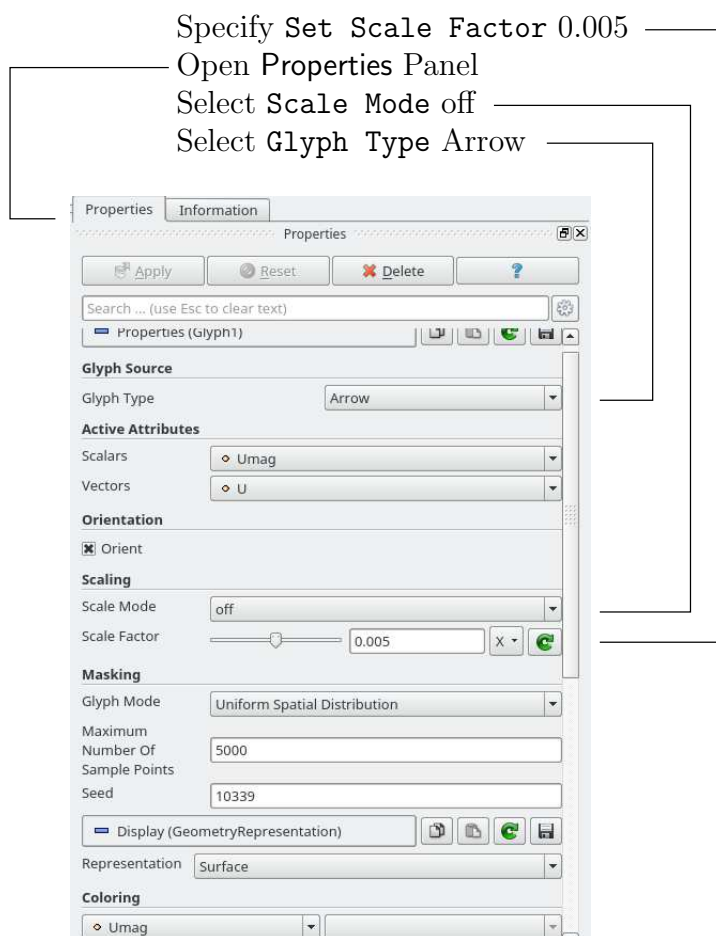 Specify Set Scale Factor 0.005
Open Properties Panel
Select Scale Mode off
Select Glyph Type Arrow
Properties Information
Properties
Apply Reset Delete ?
Search ... (use Esc to clear text)
Properties (Glyph1)
Glyph Source
Glyph Type Arrow
Active Attributes
Scalars Umag
Vectors U
Orientation
Orient
Scaling
Scale Mode off
Scale Factor 0.005 X
Masking
Glyph Mode Uniform Spatial Distribution
Maximum
Number Of 5000
Sample Points
Seed 10339
Display (GeometryRepresentation)
Representation Surface
Coloring
Umag